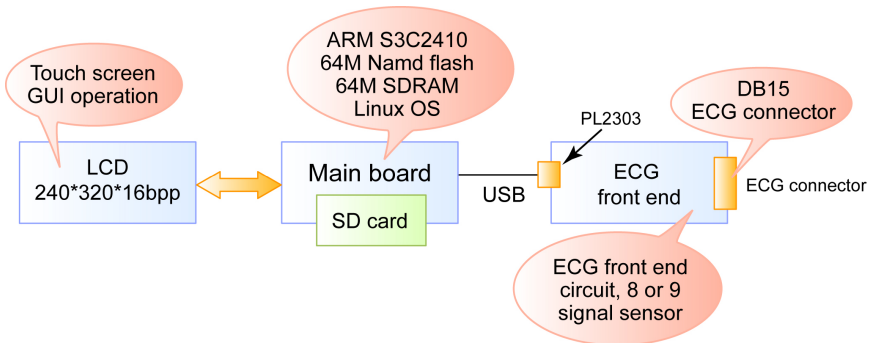 Touch screen
GUI operation
ARM S3C2410
64M Namd flash
64M SDRAM
Linux OS
DB15
ECG connector
PL2303
LCD
240*320*16bpp
Main board
SD card
USB
ECG
front end
ECG connector
ECG front end
circuit, 8 or 9
signal sensor